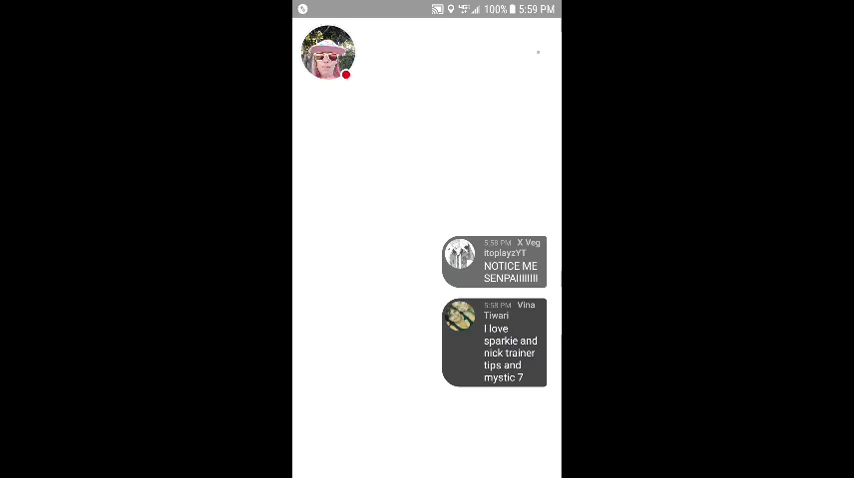 100% 5:59 PM
5:58 PM X Veg
itoplayzYT
NOTICE ME
SENPAIIIIIIII
5:58 PM Vina
Tiwari
I love
sparkie and
nick trainer
tips and
mystic 7